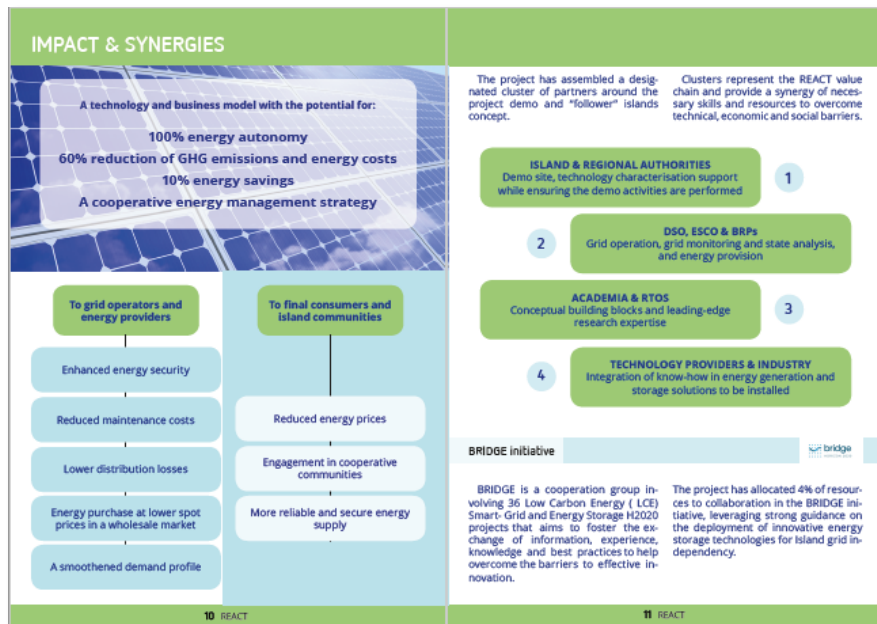 IMPACT & SYNERGIES
A technology and business model with the potential for:
100% energy autonomy
60% reduction of GHG emissions and energy costs
10% energy savings
A cooperative energy management strategy
To grid operators and
energy providers
Enhanced energy security
Reduced maintenance costs
Lower distribution losses
Energy purchase at lower spot
prices in a wholesale market
A smoothened demand profile
To final consumers and
island communities
Reduced energy prices
Engagement in cooperative
communities
More reliable and secure energy
supply
10 REACT
The project has assembled a desig-
nated cluster of partners around the
project demo and "follower" islands
concept.
Clusters represent the REACT value
chain and provide a synergy of neces-
sary skills and resources to overcome
technical, economic and social barriers.
ISLAND & REGIONAL AUTHORITIES
Demo site, technology characterisation support
while ensuring the demo activities are performed
1
2
DSO, ESCO & BRPs
Grid operation, grid monitoring and state analysis,
and energy provision
ACADEMIA & RTOS
Conceptual building blocks and leading-edge
research expertise
3
4
TECHNOLOGY PROVIDERS & INDUSTRY
Integration of know-how in energy generation and
storage solutions to be installed
BRIDGE initiative
bridge
BRIDGE is a cooperation group in-
volving 36 Low Carbon Energy ( LCE)
Smart- Grid and Energy Storage H2020
projects that aims to foster the ex-
change of information, experience,
knowledge and best practices to help
overcome the barriers to effective in-
novation.
The project has allocated 4% of resour-
ces to collaboration in the BRIDGE ini-
tiative, leveraging strong guidance on
the deployment of innovative energy
storage technologies for Island grid in-
dependency.
11 REACT